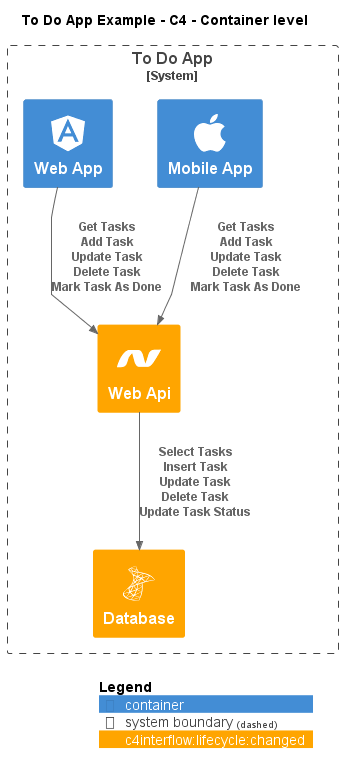 To Do App Example - C4 - Container level
To Do App
[System]
Web App
Mobile App
Get Tasks
Add Task
Update Task
Delete Task
Mark Task As Done
Get Tasks
Add Task
Update Task
Delete Task
Mark Task As Done
Web Api
Select Tasks
Insert Task
Update Task
Delete Task
Update Task Status
Database
Legend
container
system boundary (dashed)
c4interflow:lifecycle:changed